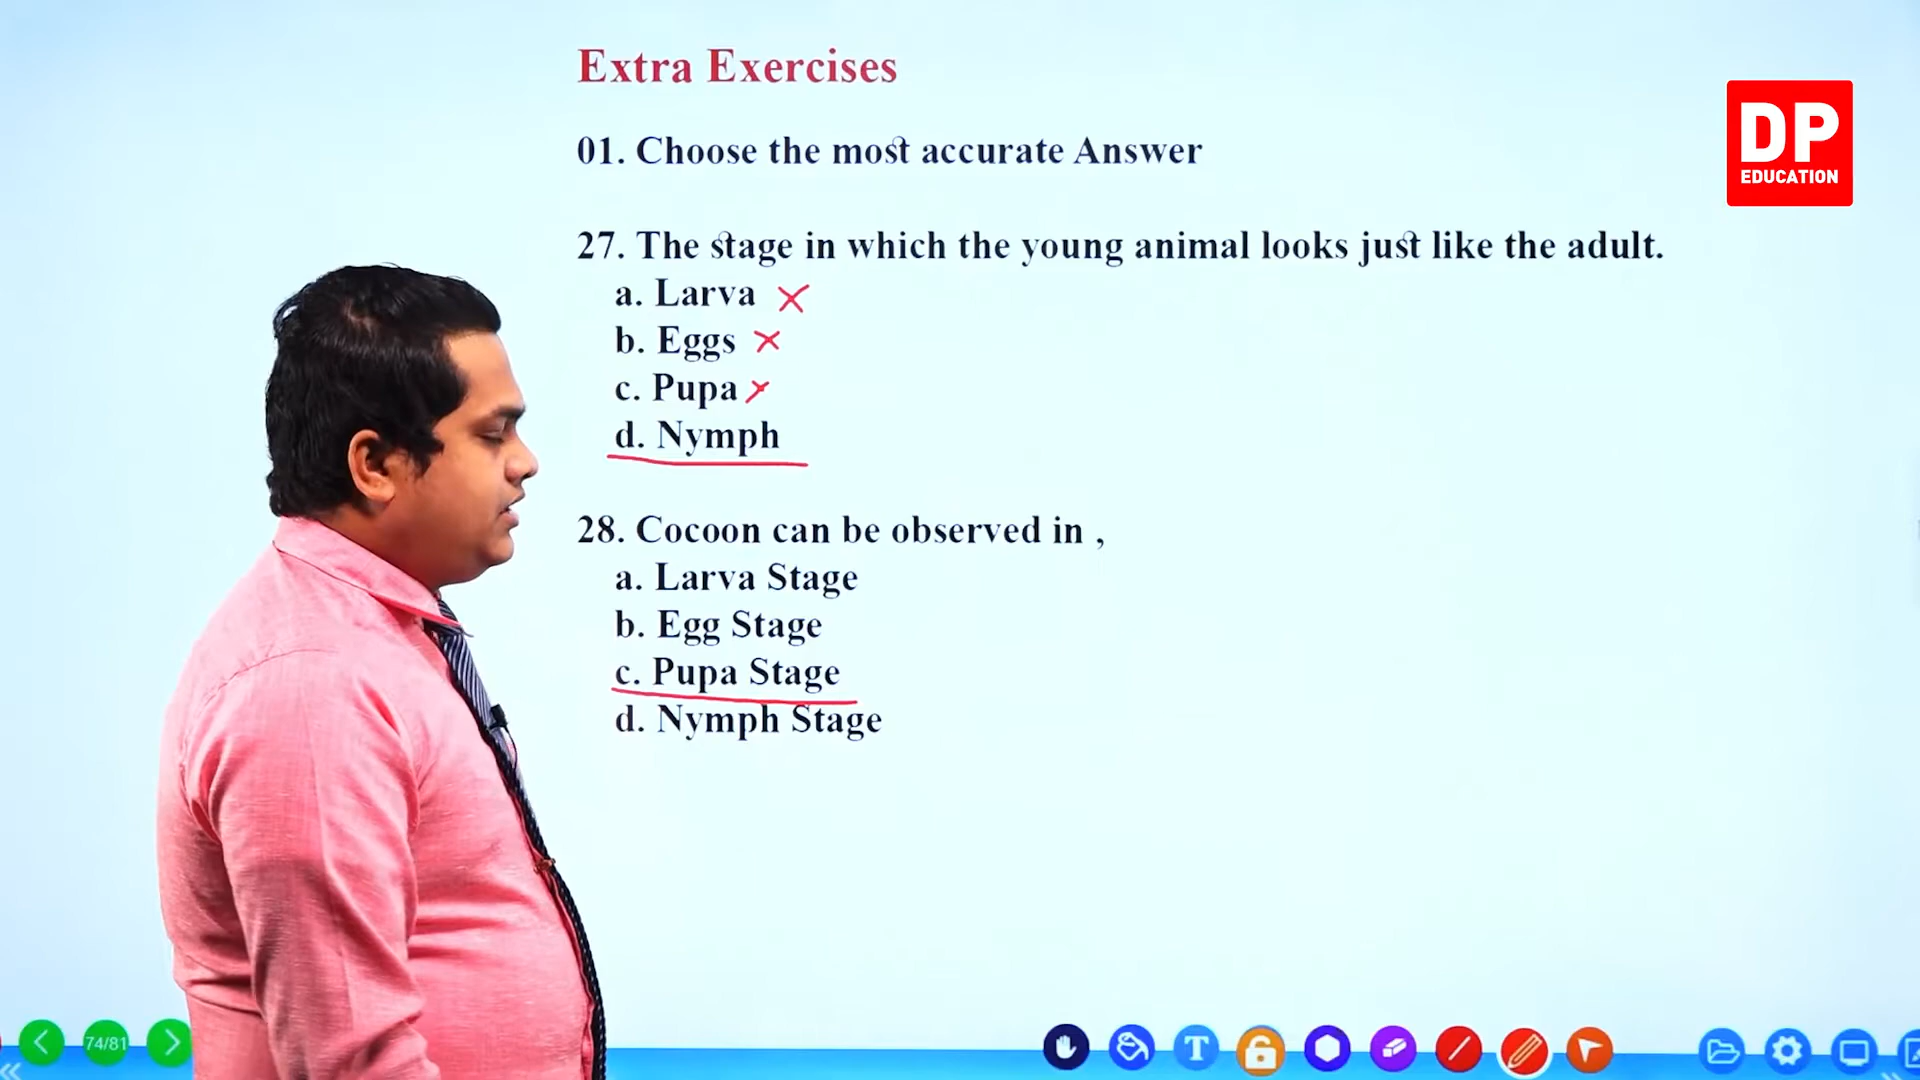 Extra Exercises
DP
EDUCATION
01. Choose the most accurate Answer
27. The stage in which the young animal looks just like the adult.
a. Larva
b. Eggs
c. Pupa
d. Nymph
28. Cocoon can be observed in ,
a. Larva Stage
b. Egg Stage
c. Pupa Stage
d. Nymph Stage
74/81
T